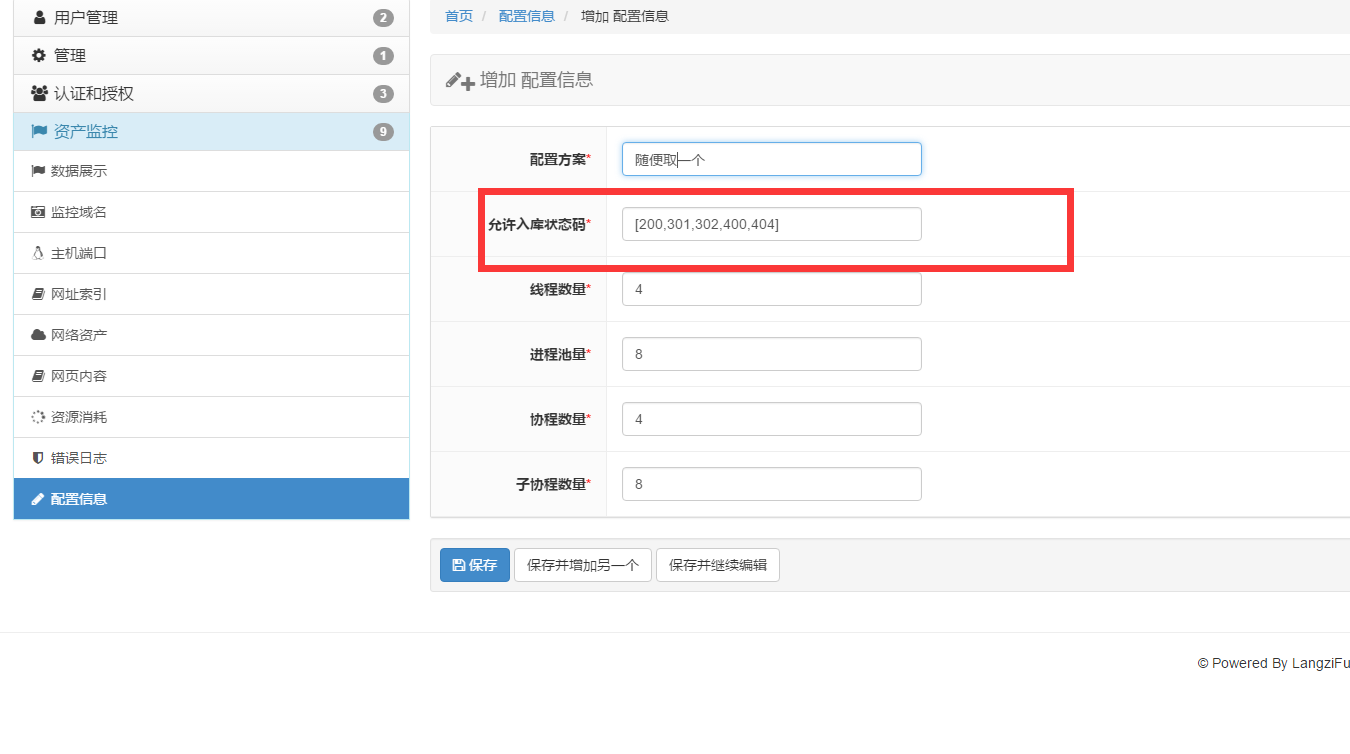 用户管理 2
管理 1
认证和授权 3
资产监控 9
数据展示
监控域名
主机端口
网址索引
网络资产
网页内容
资源消耗
错误日志
配置信息
首页 / 配置信息 / 增加 配置信息
增加 配置信息
配置方案* 随便取一个
允许入库状态码* [200,301,302,400,404]
线程数量* 4
进程池量* 8
协程数量* 4
子协程数量* 8
保存 保存并增加另一个 保存并继续编辑
© Powered By LangziFu